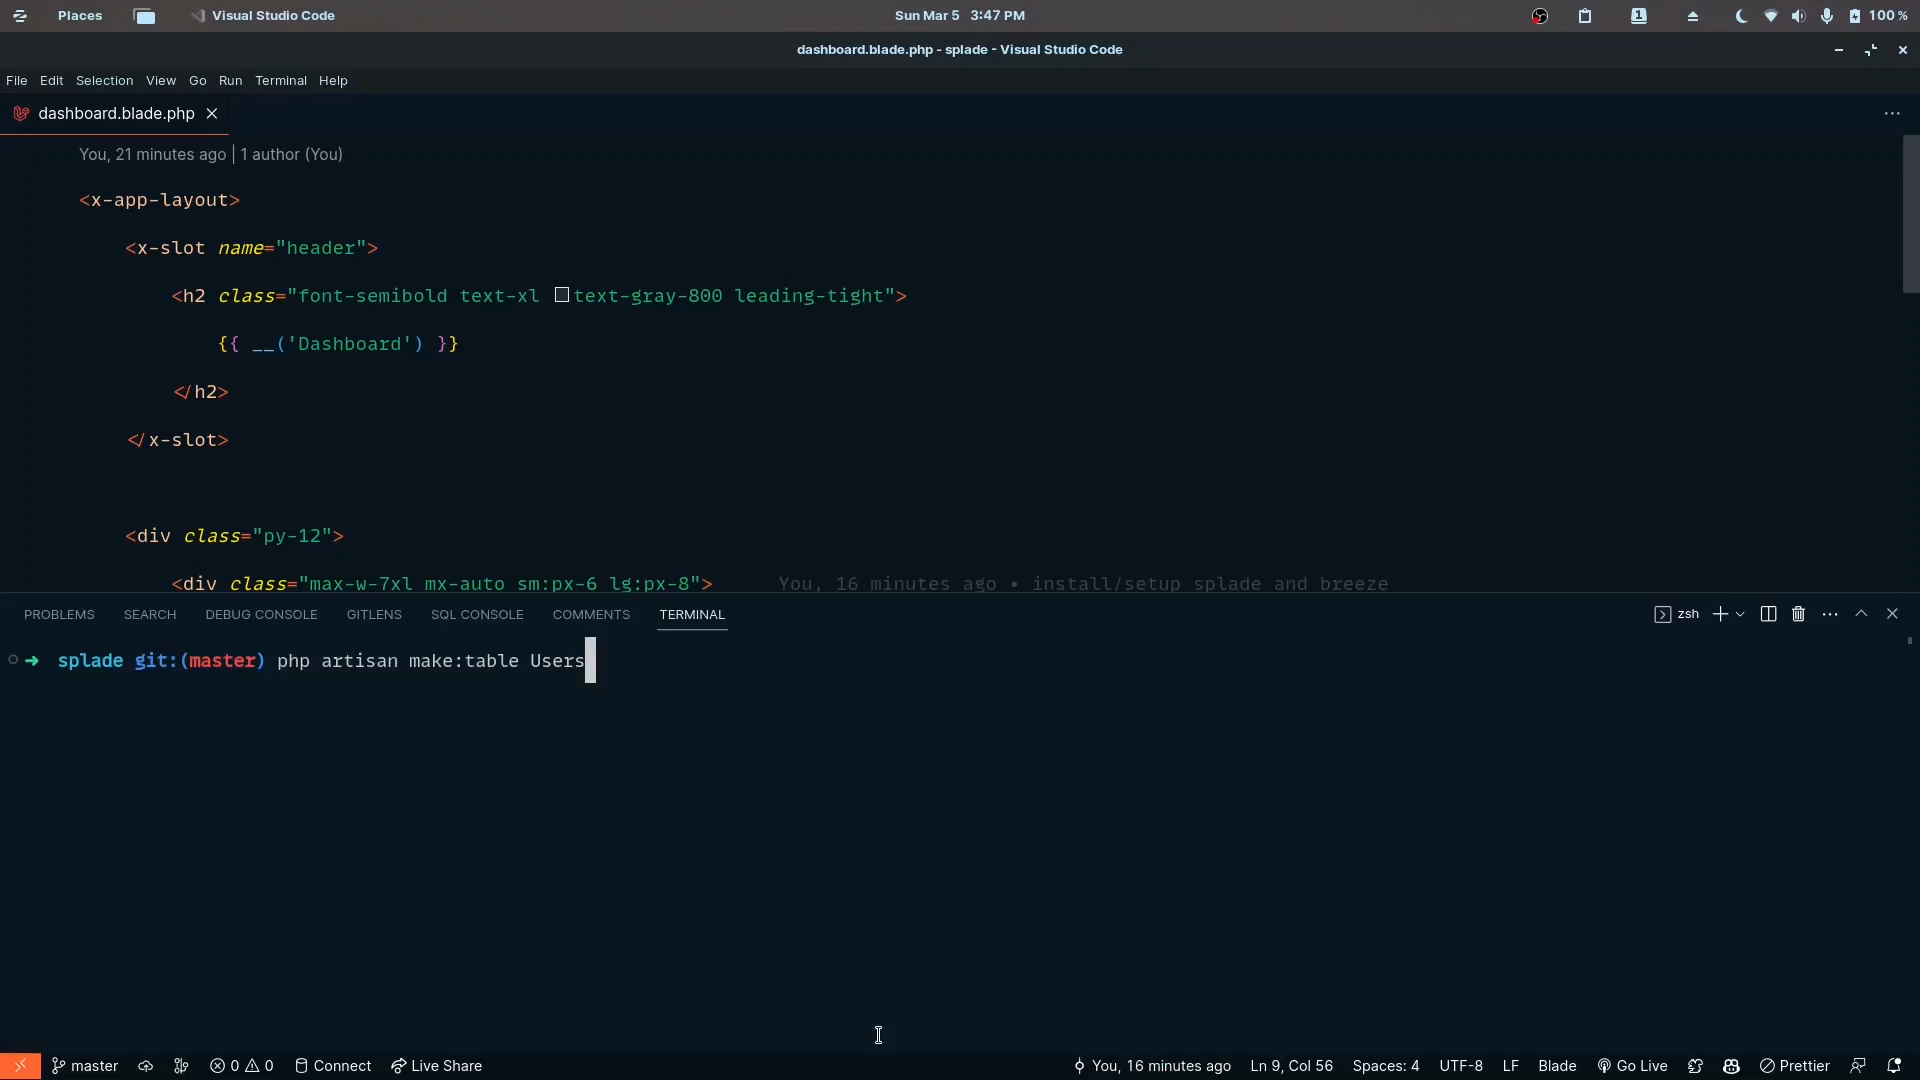 Places Visual Studio Code Sun Mar 5 3:47 PM 1 100%
dashboard.blade.php - splade - Visual Studio Code
File Edit Selection View Go Run Terminal Help
dashboard.blade.php
You, 21 minutes ago | 1 author (You)
<x-app-layout>
<x-slot name="header">
<h2 class="font-semibold text-xl text-gray-800 leading-tight">
{{ __('Dashboard') }}
</h2>
</x-slot>
<div class="py-12">
<div class="max-w-7xl mx-auto sm:px-6 lg:px-8"> You, 16 minutes ago • install/setup splade and breeze
PROBLEMS SEARCH DEBUG CONSOLE GITLENS SQL CONSOLE COMMENTS TERMINAL zsh
➜ splade git:(master) php artisan make:table Users
master 0 0 Connect Live Share You, 16 minutes ago Ln 9, Col 56 Spaces: 4 UTF-8 LF Blade Go Live Prettier